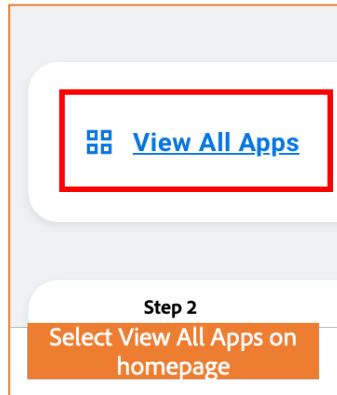 View All Apps
Step 2
Select View All Apps on
homepage